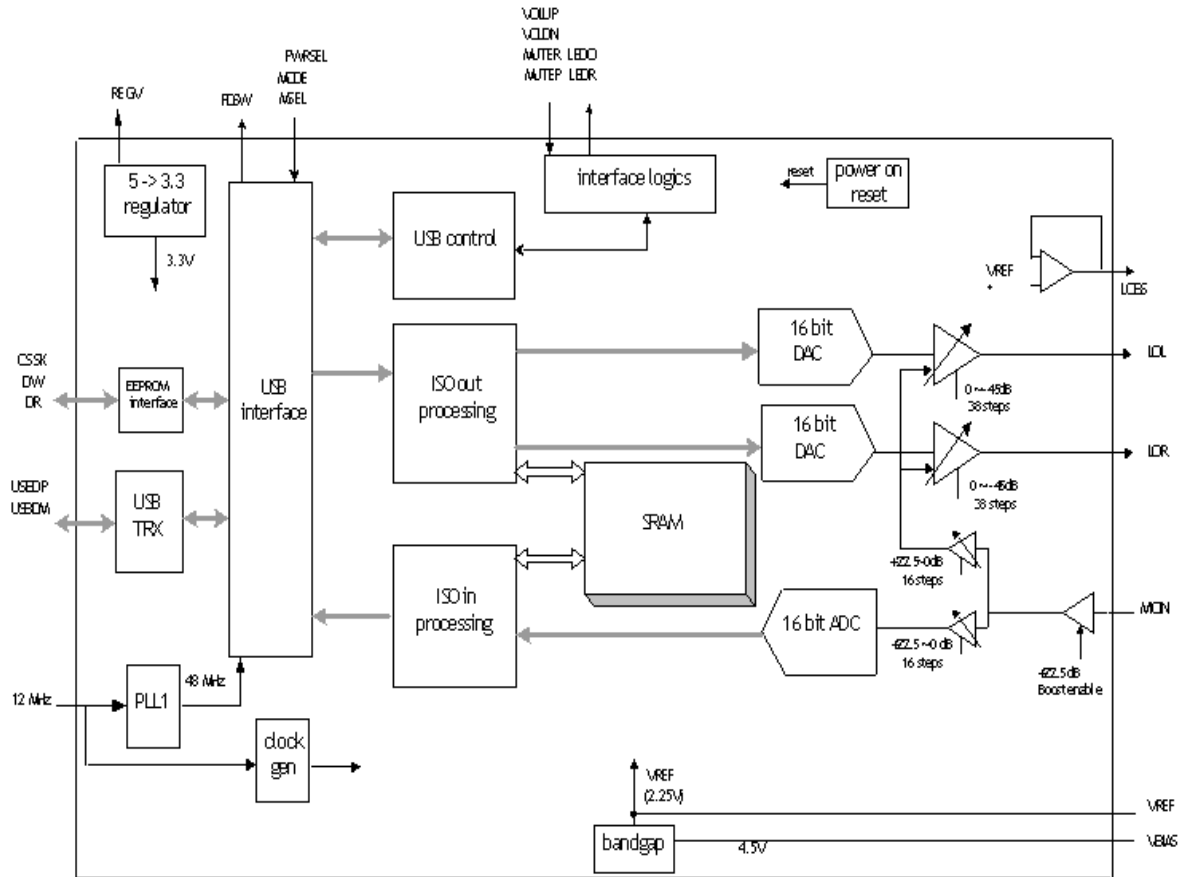 VOLUP
VOLDN
MUTER LEDO
MUTEP LEDR
PWRSEL
MODE
MSEL
REGV
PDSW
5 -> 3.3
regulator
3.3V
interface logics
reset
power on
reset
USB control
VREF
+
LOBS
CSSK
DW
DR
EEPROM
interface
USB
interface
ISO out
processing
16 bit
DAC
0 ~ -45dB
38 steps
LOL
16 bit
DAC
0 ~ -45dB
38 steps
LOR
USBDP
USBDM
USB
TRX
SRAM
+22.5~0dB
16 steps
ISO in
processing
16 bit ADC
+22.5 ~0 dB
16 steps
MICIN
+22.5dB
Boost enable
12 MHz
PLL1
48 MHz
clock
gen
VREF
(2.25V)
VREF
bandgap
4.5V
VBIAS